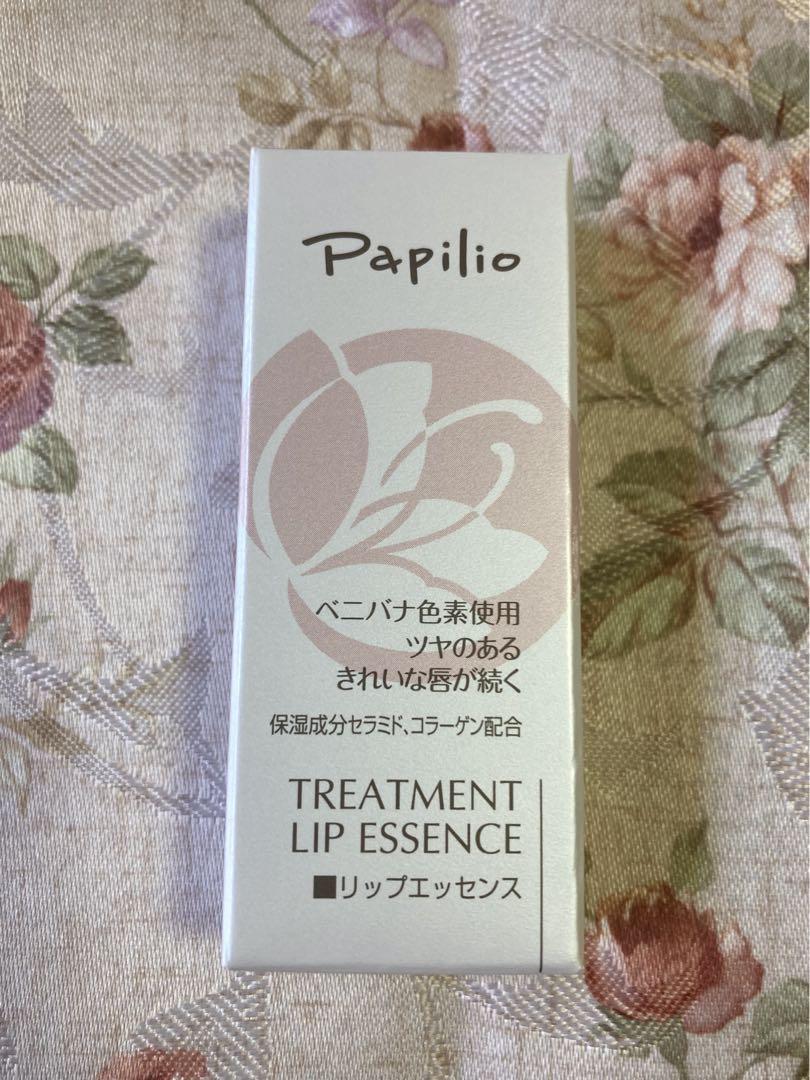 Papilio
ベニバナ色素使用
ツヤのある
きれいな唇が続く
保湿成分セラミド、コラーゲン配合
TREATMENT
LIP ESSENCE
■リップエッセンス